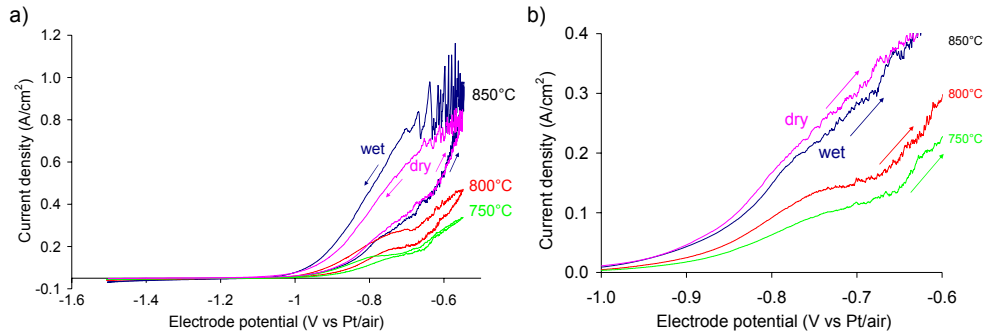 a)
Current density (A/cm²)
1.2
1.0
0.8
0.6
0.4
0.2
-0.1
wet
dry
850°C
800°C
750°C
-1.6
-1.4
-1.2
-1
-0.8
-0.6
Electrode potential (V vs Pt/air)
b)
Current density (A/cm²)
0.4
0.3
0.2
0.1
0.0
dry
wet
850°C
800°C
750°C
-1.0
-0.9
-0.8
-0.7
-0.6
Electrode potential (V vs Pt/air)